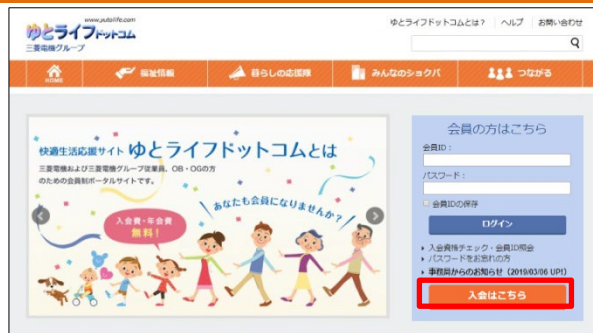 www.yutolife.com
ゆとライフドットコム
三菱電機グループ
ゆとライフドットコムとは？ ヘルプ お問い合わせ
HOME 福祉情報 暮らしの応援隊 みんなのショクバ つながる
快適生活応援サイト ゆとライフドットコムとは
三菱電機および三菱電機グループ従業員、OB・OGの方
のための会員制ポータルサイトです。
入会費・年会費
無料！
あなたも会員になりませんか？
会員の方はこちら
会員ID：
パスワード：
会員IDの保存
ログイン
入会資格チェック・会員ID照会
パスワードをお忘れの方
事務局からのお知らせ（2019/03/06 UP!）
入会はこちら